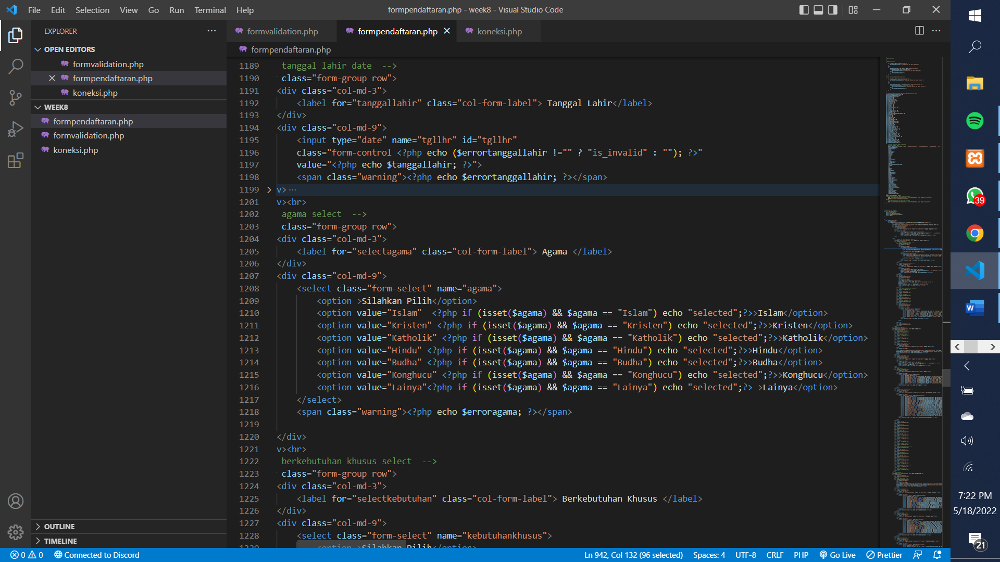 File Edit Selection View Go Run Terminal Help
formpendaftaran.php - week8 - Visual Studio Code
EXPLORER
OPEN EDITORS
formvalidation.php
formpendaftaran.php
koneksi.php
WEEK8
formpendaftaran.php
formvalidation.php
koneksi.php
OUTLINE
TIMELINE
formvalidation.php formpendaftaran.php koneksi.php
formpendaftaran.php
1189 tanggal lahir date -->
1190 class="form-group row">
1191 <div class="col-md-3">
1192 <label for="tanggallahir" class="col-form-label"> Tanggal Lahir</label>
1193 </div>
1194 <div class="col-md-9">
1195 <input type="date" name="tgllhr" id="tgllhr"
1196 class="form-control <?php echo ($errortanggallahir !="" ? "is_invalid" : ""); ?>"
1197 value="<?php echo $tanggallahir; ?>">
1198 <span class="warning"><?php echo $errortanggallahir; ?></span>
1199 v>···
1201 v><br>
1202 agama select -->
1203 class="form-group row">
1204 <div class="col-md-3">
1205 <label for="selectagama" class="col-form-label"> Agama </label>
1206 </div>
1207 <div class="col-md-9">
1208 <select class="form-select" name="agama">
1209 <option >Silahkan Pilih</option>
1210 <option value="Islam"  <?php if (isset($agama) && $agama == "Islam") echo "selected";?>>Islam</option>
1211 <option value="Kristen" <?php if (isset($agama) && $agama == "Kristen") echo "selected";?>>Kristen</option>
1212 <option value="Katholik" <?php if (isset($agama) && $agama == "Katholik") echo "selected";?>>Katholik</option>
1213 <option value="Hindu" <?php if (isset($agama) && $agama == "Hindu") echo "selected";?>>Hindu</option>
1214 <option value="Budha" <?php if (isset($agama) && $agama == "Budha") echo "selected";?>>Budha</option>
1215 <option value="Konghucu" <?php if (isset($agama) && $agama == "Konghucu") echo "selected";?>>Konghucu</option>
1216 <option value="Lainya"<?php if (isset($agama) && $agama == "Lainya") echo "selected";?> >Lainya</option>
1217 </select>
1218 <span class="warning"><?php echo $erroragama; ?></span>
1219
1220 </div>
1221 v><br>
1222 berkebutuhan khusus select -->
1223 class="form-group row">
1224 <div class="col-md-3">
1225 <label for="selectkebutuhan" class="col-form-label"> Berkebutuhan Khusus </label>
1226 </div>
1227 <div class="col-md-9">
1228 <select class="form-select" name="kebutuhankhusus">
1229 <option >Silahkan Pilih</option>
0 0 Connected to Discord
Ln 942, Col 132 (96 selected) Spaces: 4 UTF-8 CRLF PHP Go Live Prettier
39
W
7:22 PM
5/18/2022
21